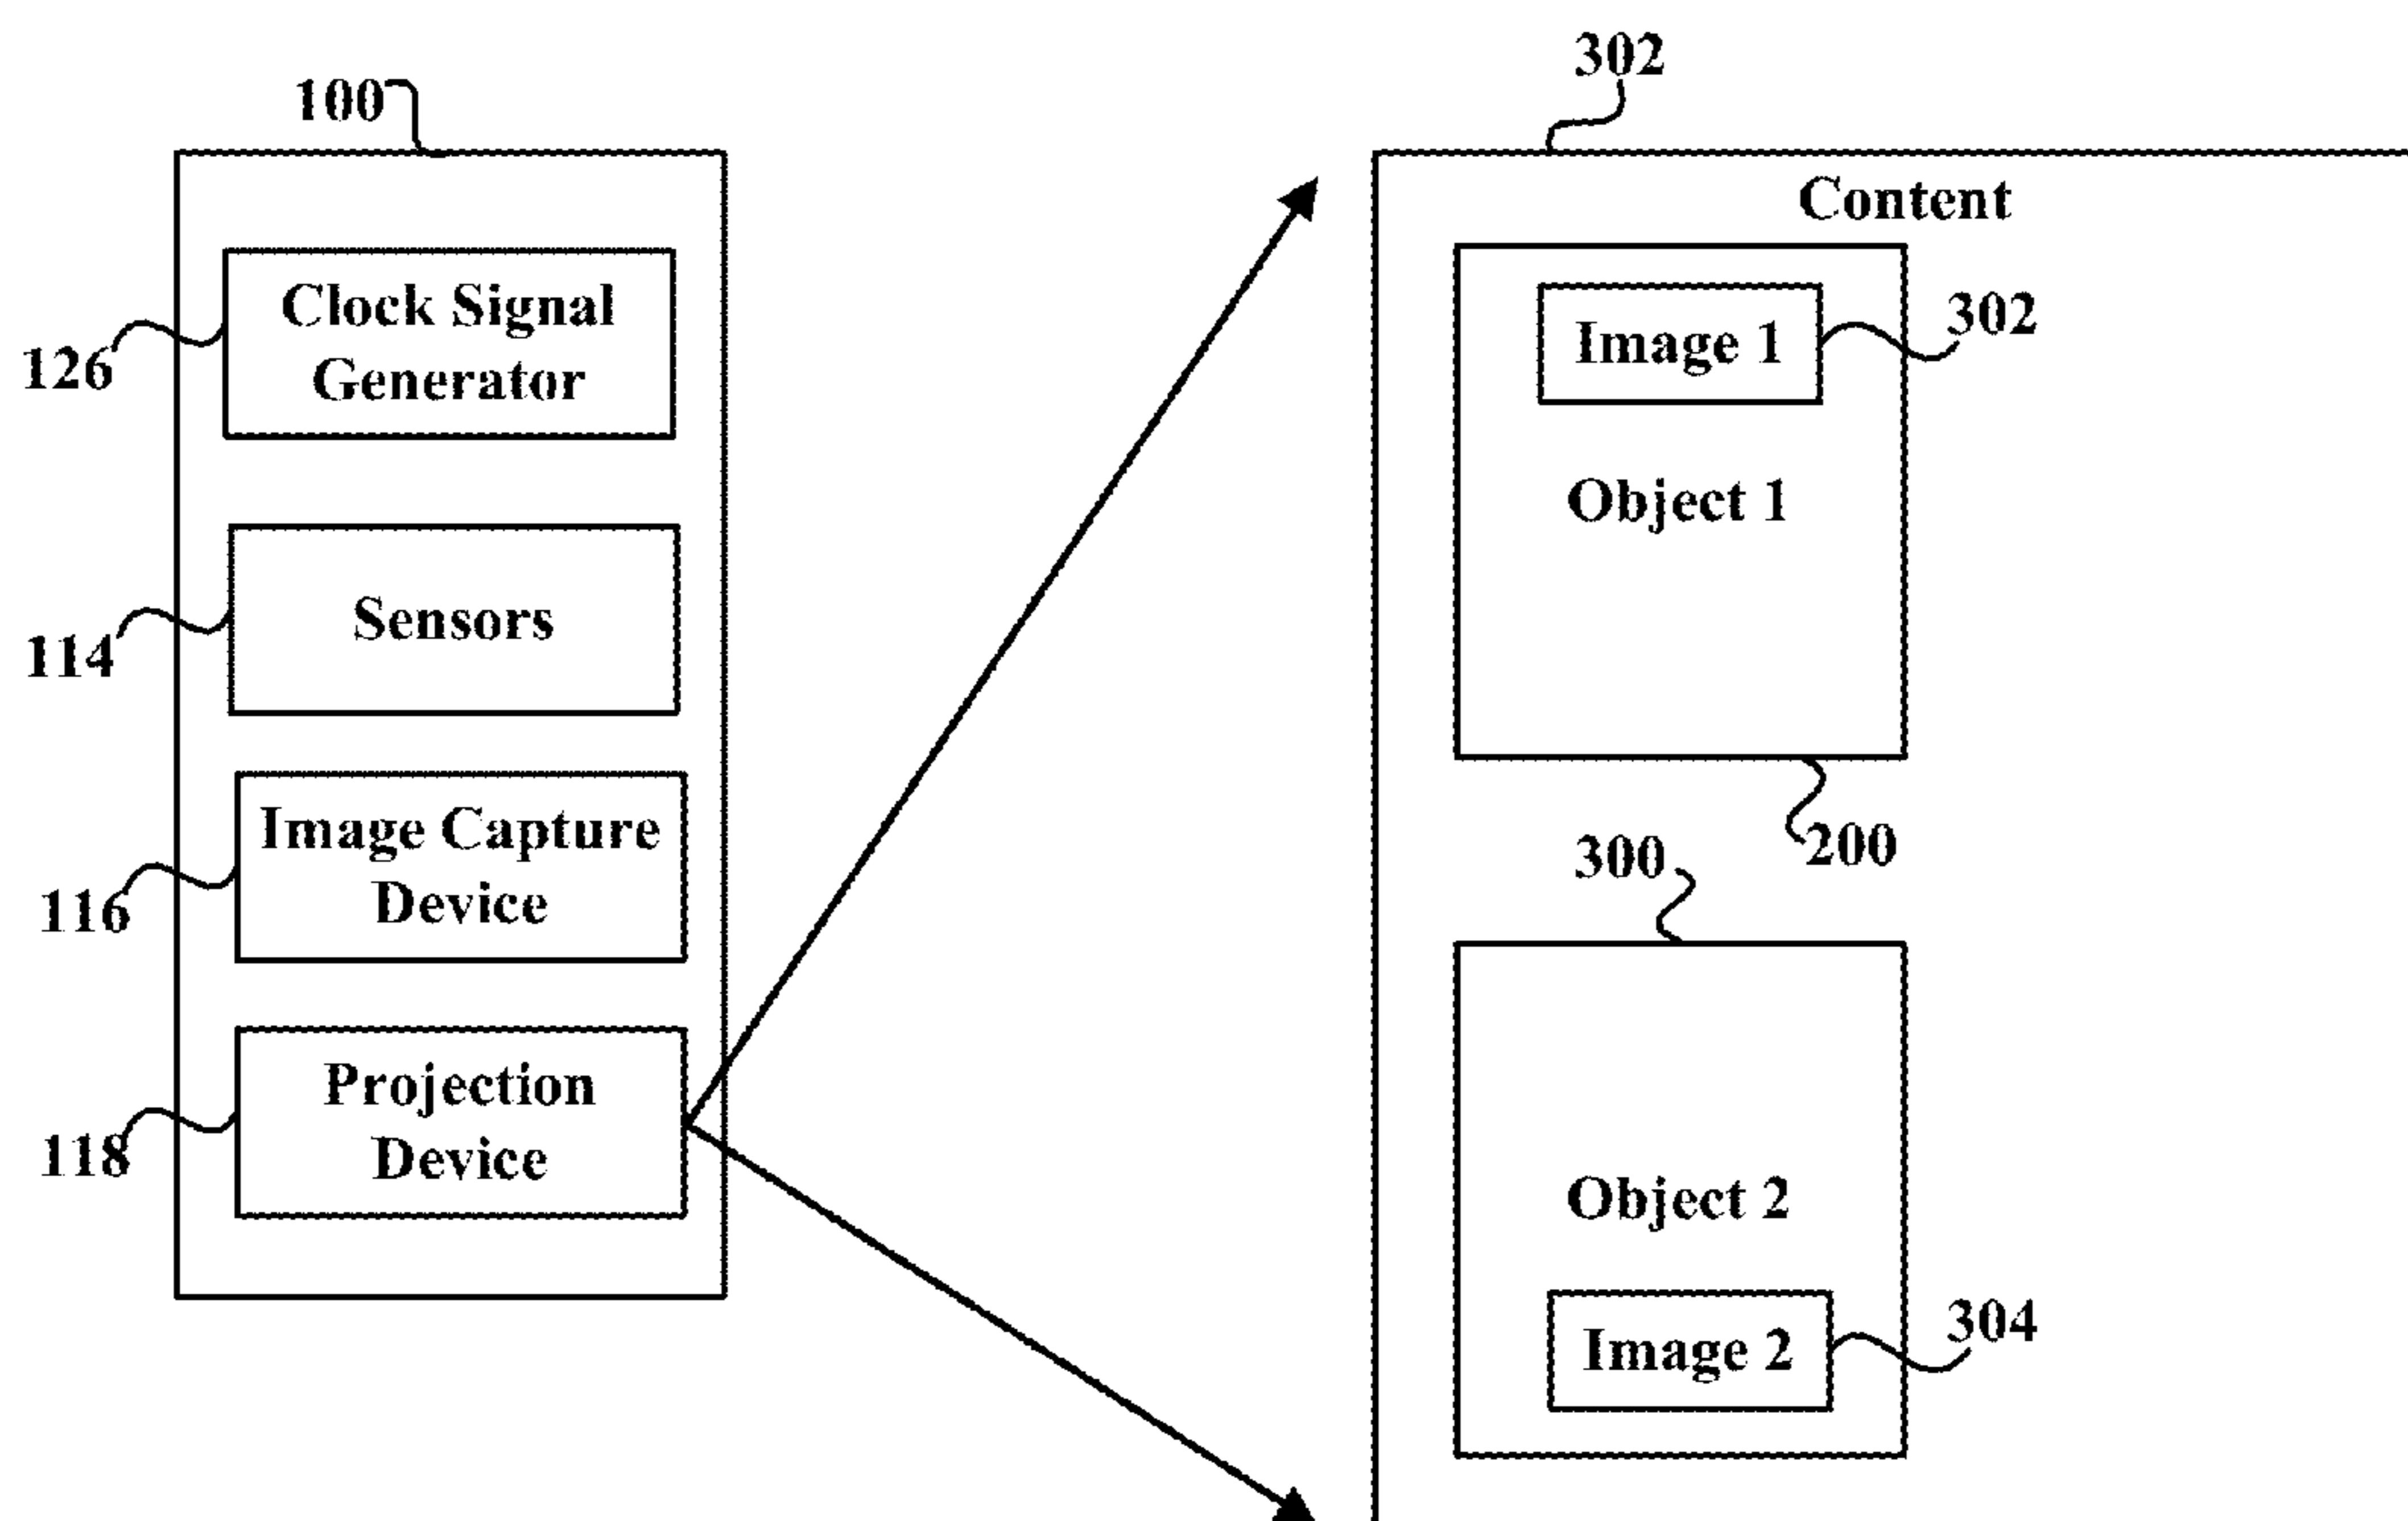 100
126
Clock Signal
Generator
114
Sensors
116
Image Capture
Device
118
Projection
Device
302
Content
Image 1
302
Object 1
200
300
Object 2
Image 2
304